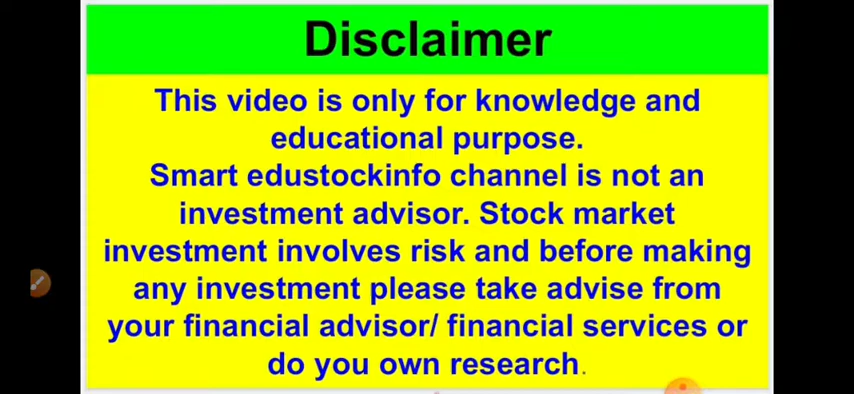 Disclaimer
This video is only for knowledge and
educational purpose.
Smart edustockinfo channel is not an
investment advisor. Stock market
investment involves risk and before making
any investment please take advise from
your financial advisor/ financial services or
do you own research.